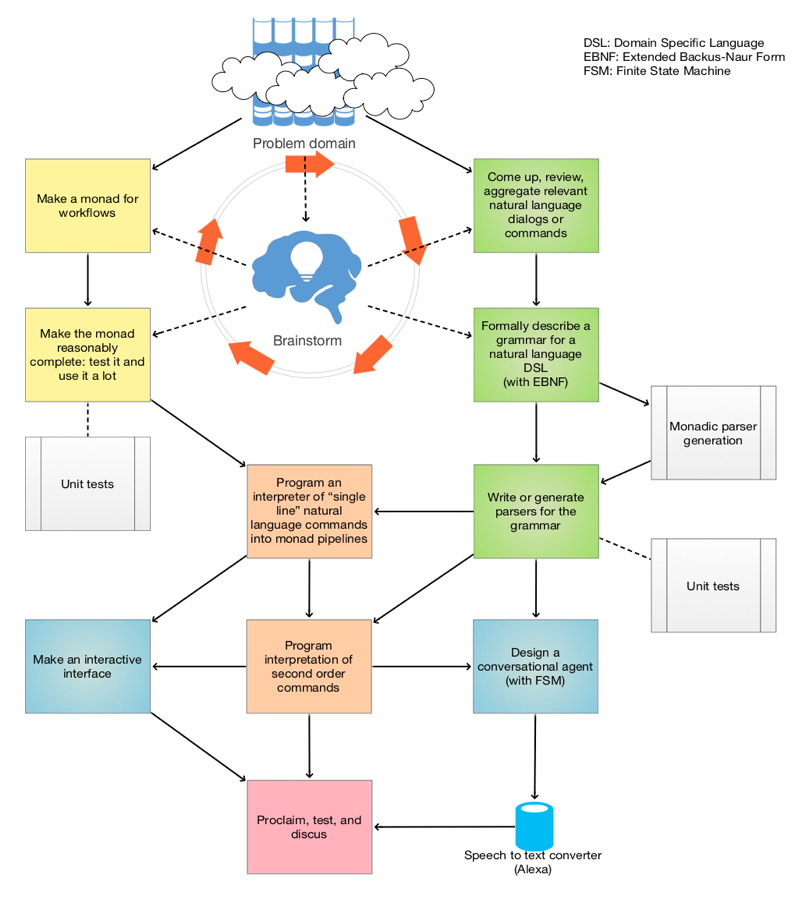 DSL: Domain Specific Language
EBNF: Extended Backus-Naur Form
FSM: Finite State Machine
Problem domain
Make a monad for
workflows
Come up, review,
aggregate relevant
natural language
dialogs or
commands
Brainstorm
Make the monad
reasonably
complete: test it and
use it a lot
Formally describe a
grammar for a
natural language
DSL
(with EBNF)
Monadic parser
generation
Unit tests
Program an
interpreter of “single
line” natural
language commands
into monad pipelines
Write or generate
parsers for the
grammar
Unit tests
Make an interactive
interface
Program
interpretation of
second order
commands
Design a
conversational agent
(with FSM)
Proclaim, test, and
discus
Speech to text converter
(Alexa)